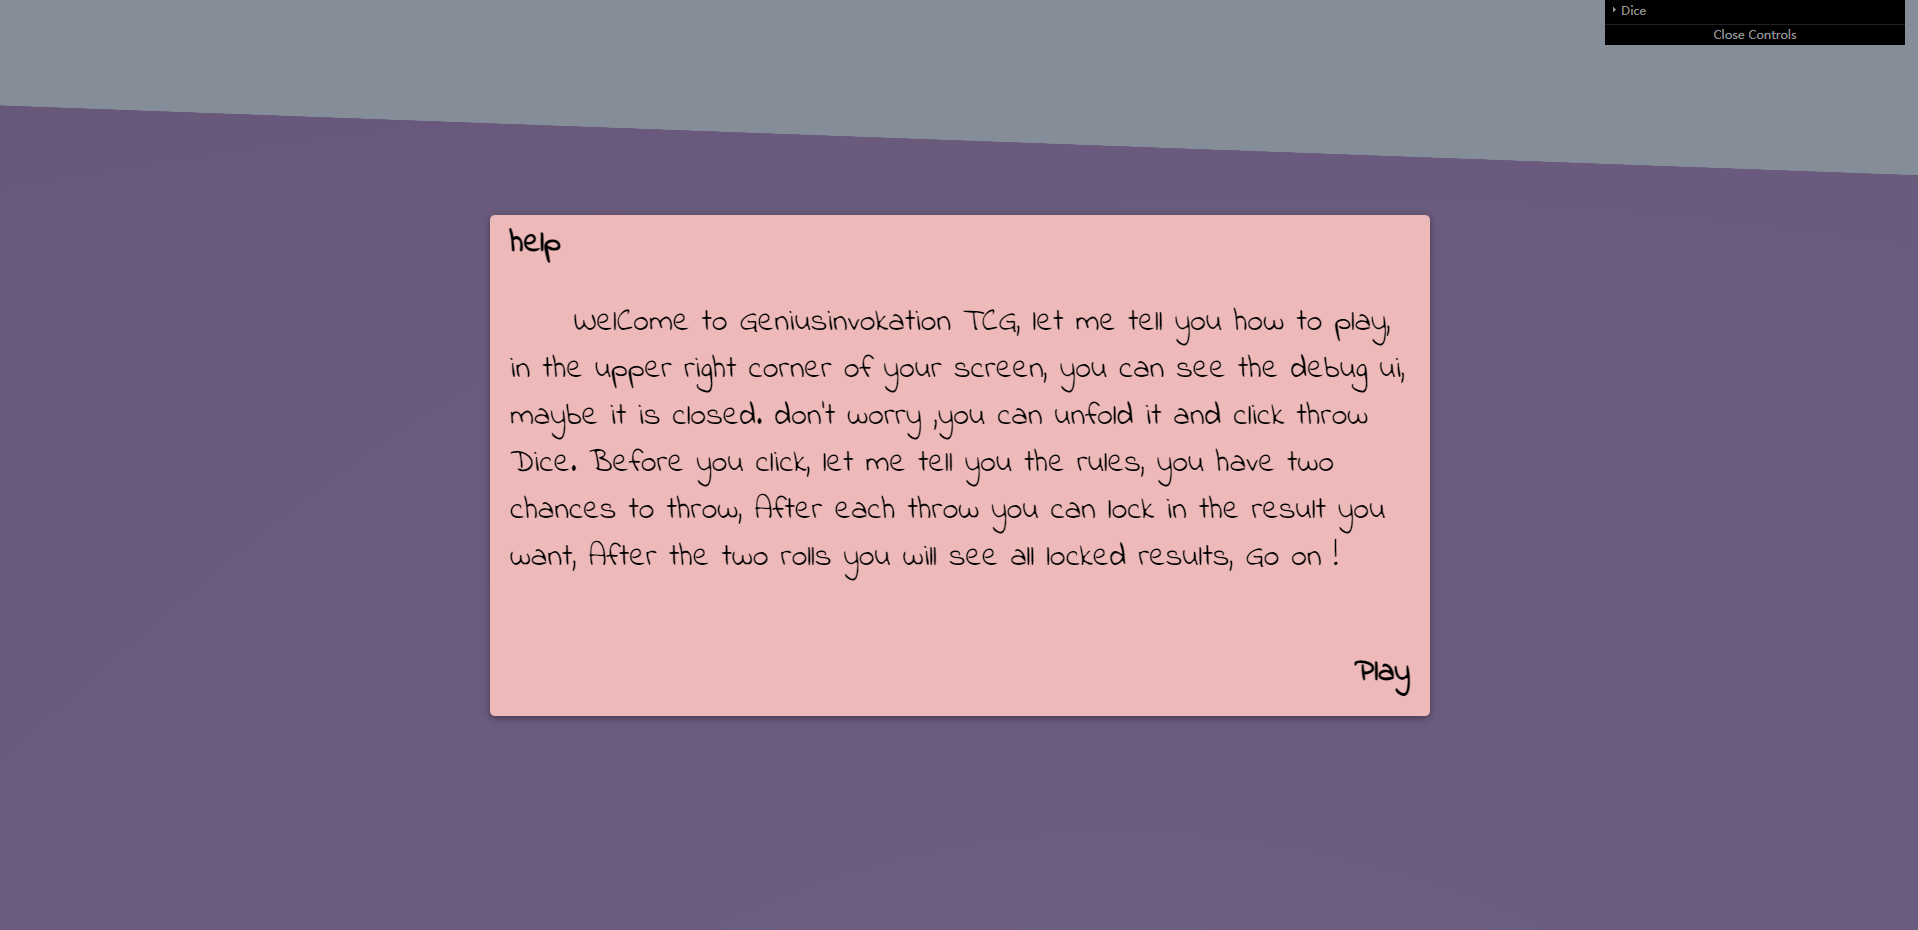 Dice
Close Controls
help
WelCome to Geniusinvokation TCG, let me tell you how to play,
in the upper right corner of your screen, you can see the debug ui,
maybe it is closed. don't worry ,you can unfold it and click throw
Dice. Before you click, let me tell you the rules, you have two
chances to throw, After each throw you can lock in the result you
want, After the two rolls you will see all locked results, Go on !
Play